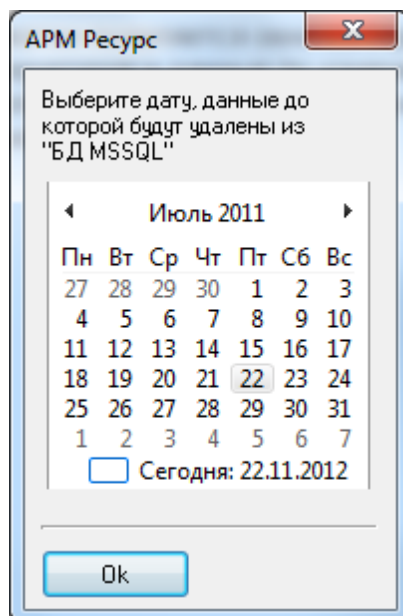 АРМ Ресурс
Выберите дату, данные до
которой будут удалены из
"БД MSSQL"
Июль 2011
Пн Вт Ср Чт Пт Сб Вс
27 28 29 30 1 2 3
4 5 6 7 8 9 10
11 12 13 14 15 16 17
18 19 20 21 22 23 24
25 26 27 28 29 30 31
1 2 3 4 5 6 7
Сегодня: 22.11.2012
Ok